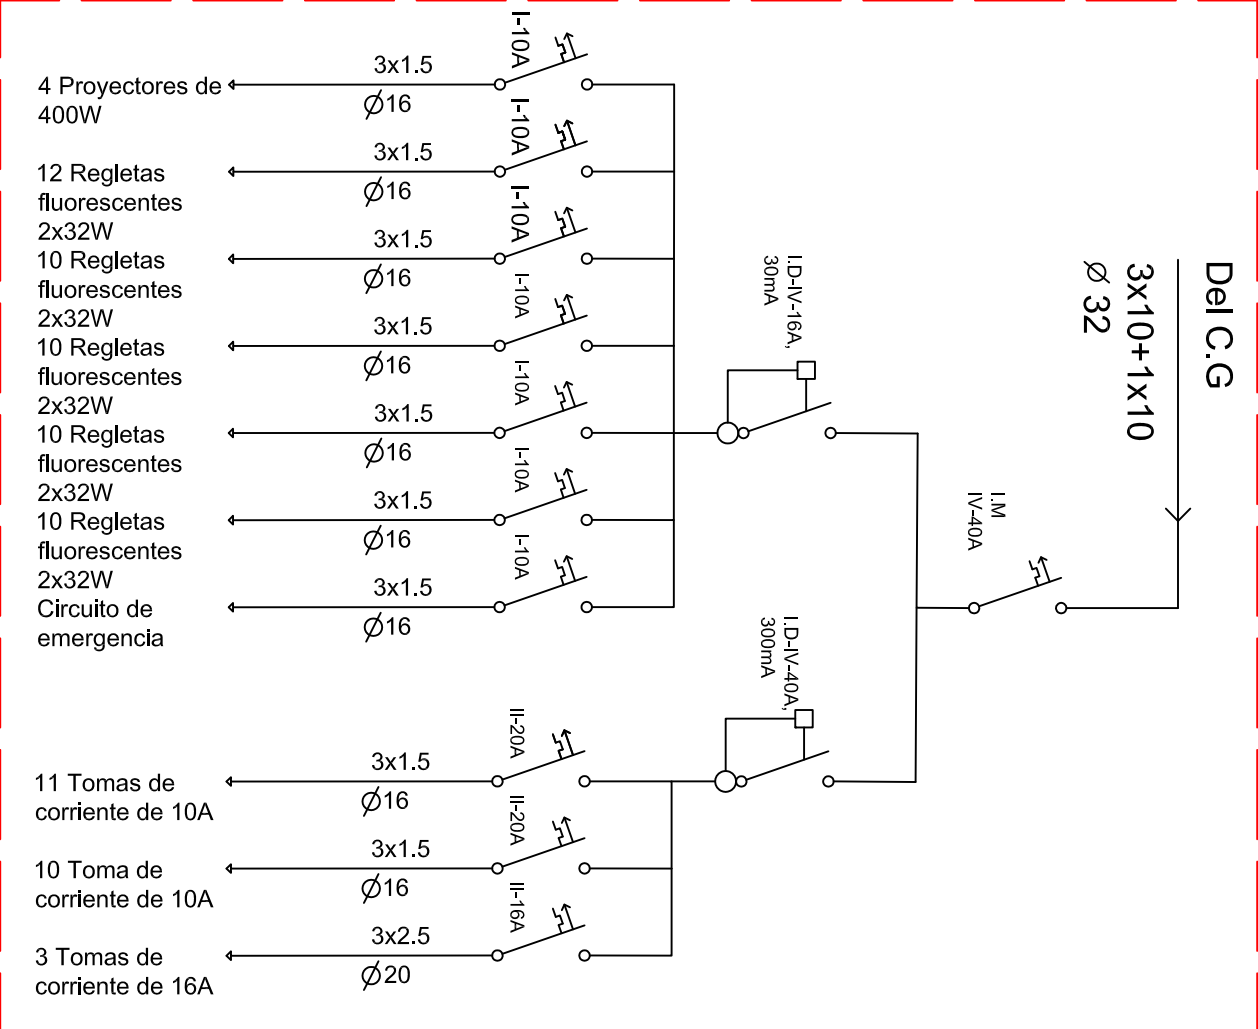 I-10A
3x1.5
4 Proyectores de
400W
Ø16
I-10A
3x1.5
12 Regletas
fluorescentes
2x32W
Ø16
I-10A
3x1.5
10 Regletas
fluorescentes
2x32W
Ø16
I-10A
3x1.5
10 Regletas
fluorescentes
2x32W
Ø16
I-10A
3x1.5
10 Regletas
fluorescentes
2x32W
Ø16
I-10A
3x1.5
10 Regletas
fluorescentes
2x32W
Ø16
I-10A
3x1.5
Circuito de
emergencia
Ø16
I.D-IV-16A,
30mA
Del C.G
3x10+1x10
Ø 32
I.M
IV-40A
I.D-IV-40A,
300mA
II-20A
3x1.5
11 Tomas de
corriente de 10A
Ø16
II-20A
3x1.5
10 Toma de
corriente de 10A
Ø16
II-16A
3x2.5
3 Tomas de
corriente de 16A
Ø20